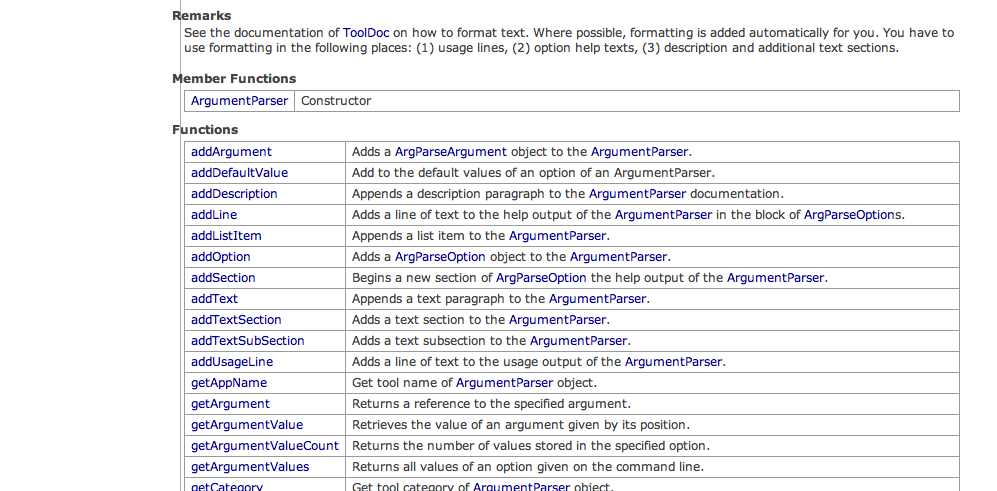 Remarks
See the documentation of ToolDoc on how to format text. Where possible, formatting is added automatically for you. You have to
use formatting in the following places: (1) usage lines, (2) option help texts, (3) description and additional text sections.
Member Functions
ArgumentParser Constructor
Functions
addArgument Adds a ArgParseArgument object to the ArgumentParser.
addDefaultValue Add to the default values of an option of an ArgumentParser.
addDescription Appends a description paragraph to the ArgumentParser documentation.
addLine Adds a line of text to the help output of the ArgumentParser in the block of ArgParseOptions.
addListItem Appends a list item to the ArgumentParser.
addOption Adds a ArgParseOption object to the ArgumentParser.
addSection Begins a new section of ArgParseOption the help output of the ArgumentParser.
addText Appends a text paragraph to the ArgumentParser.
addTextSection Adds a text section to the ArgumentParser.
addTextSubSection Adds a text subsection to the ArgumentParser.
addUsageLine Adds a line of text to the usage output of the ArgumentParser.
getAppName Get tool name of ArgumentParser object.
getArgument Returns a reference to the specified argument.
getArgumentValue Retrieves the value of an argument given by its position.
getArgumentValueCount Returns the number of values stored in the specified option.
getArgumentValues Returns all values of an option given on the command line.
getCategory Get tool category of ArgumentParser object.